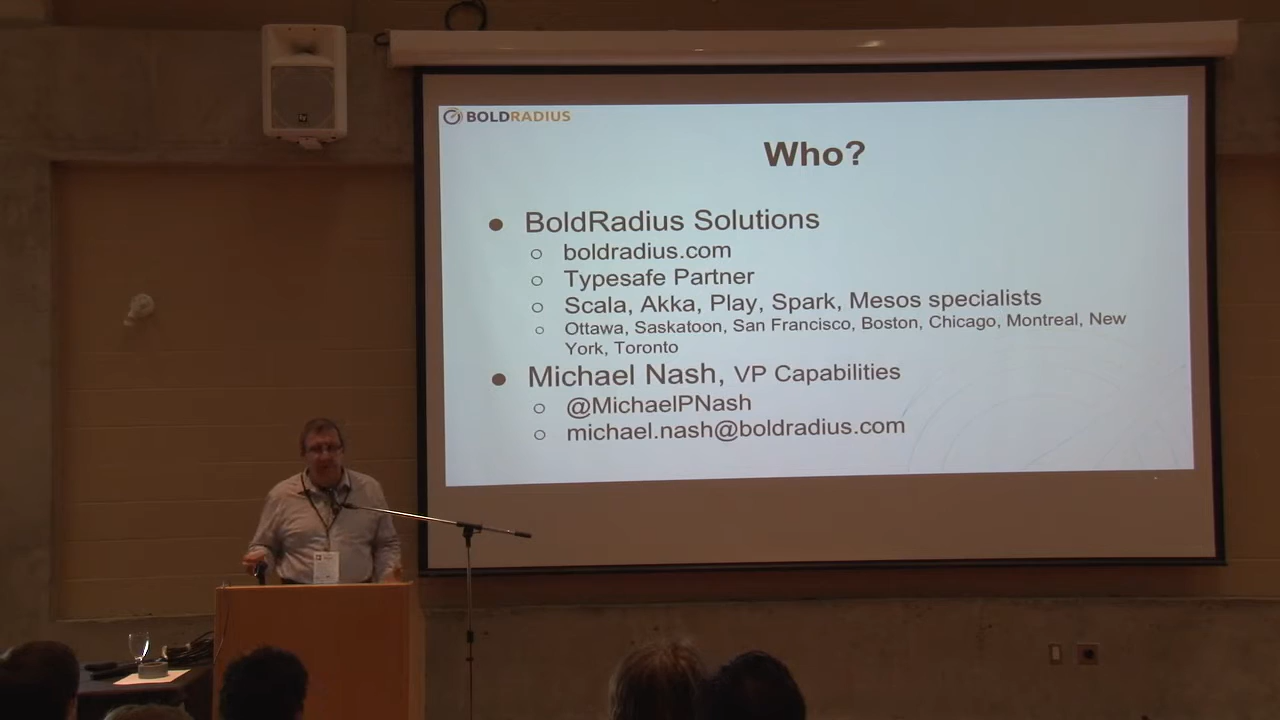 BOLDRADIUS
Who?
● BoldRadius Solutions
○ boldradius.com
○ Typesafe Partner
○ Scala, Akka, Play, Spark, Mesos specialists
○ Ottawa, Saskatoon, San Francisco, Boston, Chicago, Montreal, New
York, Toronto
● Michael Nash, VP Capabilities
○ @MichaelPNash
○ michael.nash@boldradius.com